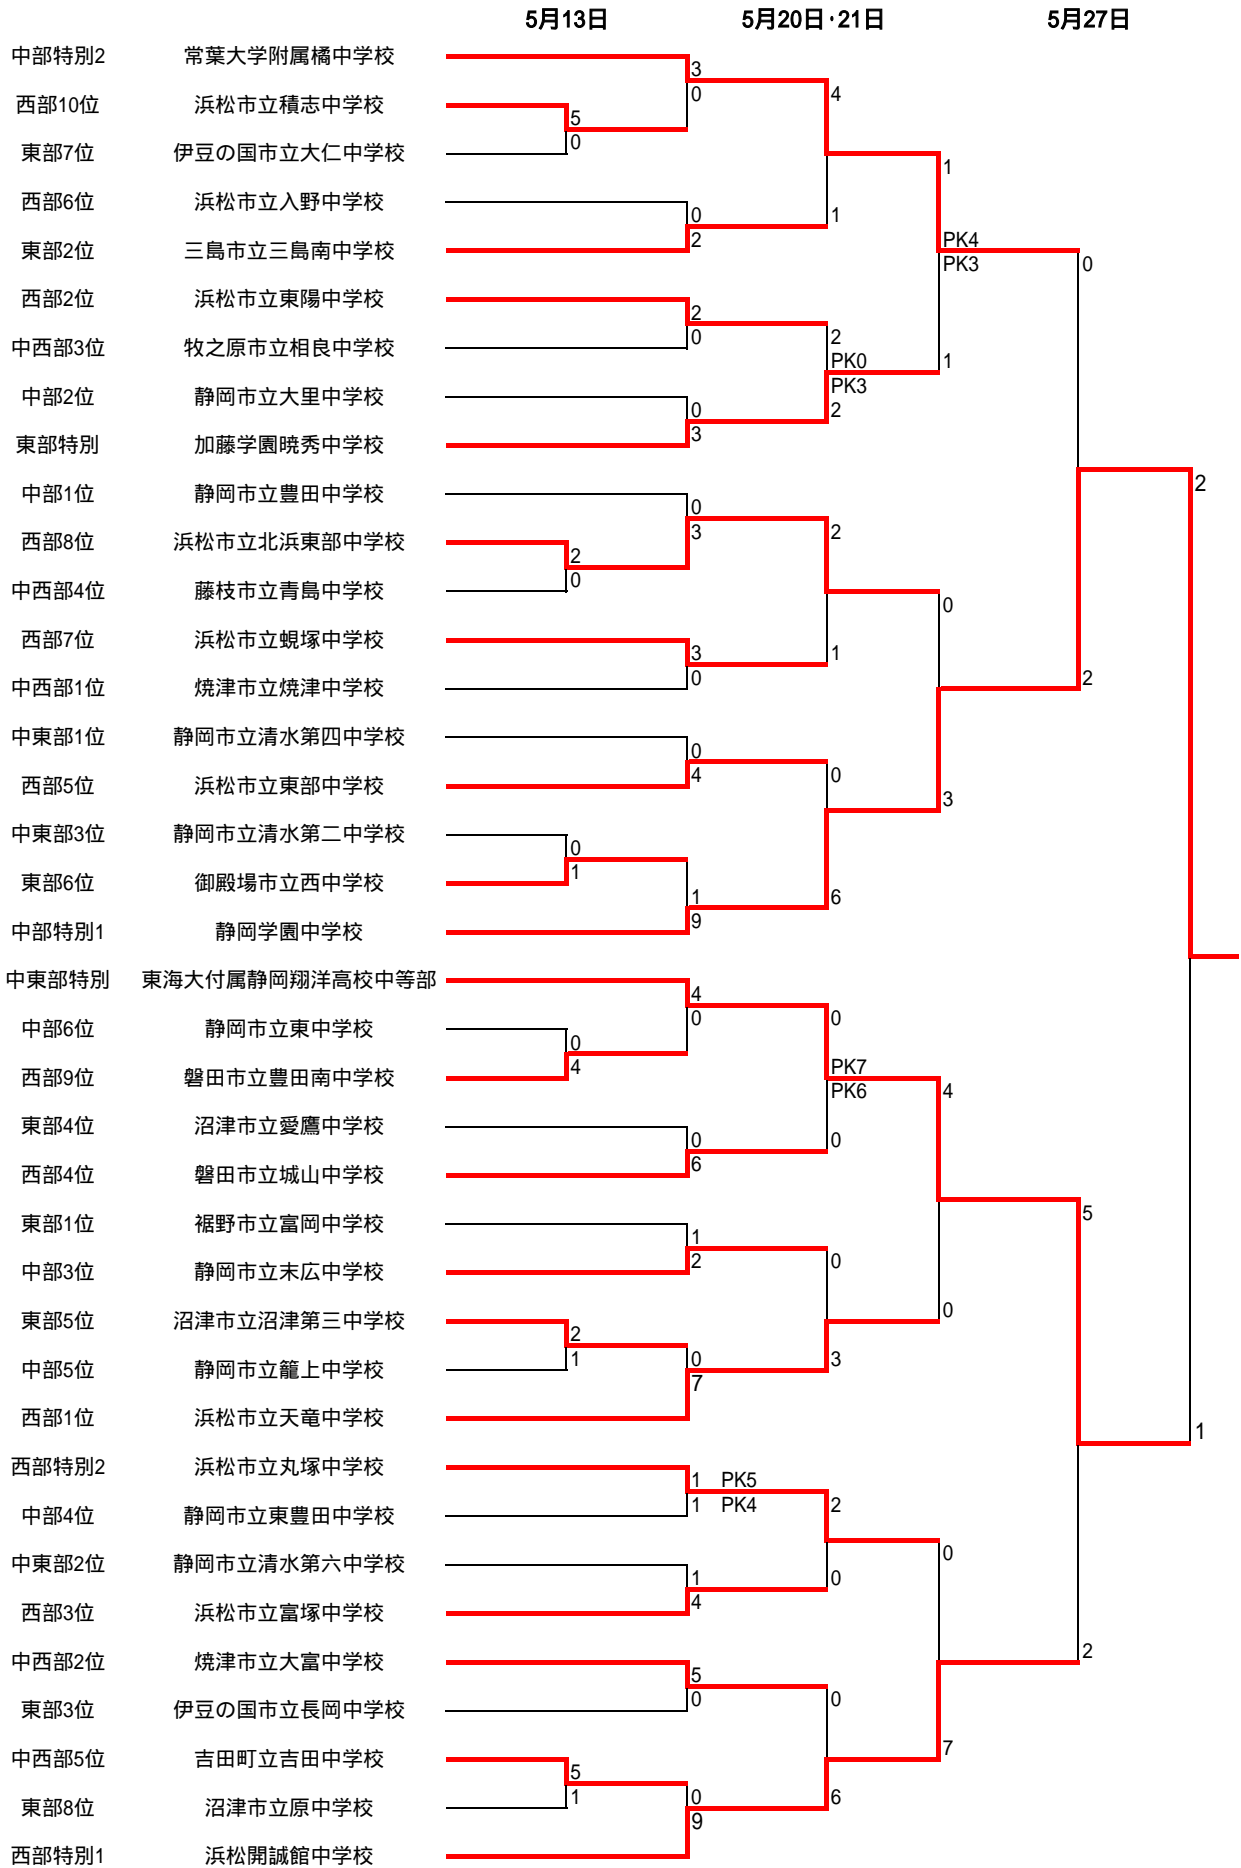 5月13日 5月20日・21日 5月27日
中部特別2 常葉大学附属橘中学校
3
0
4
西部10位 浜松市立積志中学校
5
0
東部7位 伊豆の国市立大仁中学校
1
西部6位 浜松市立入野中学校
0
2
1
東部2位 三島市立三島南中学校
PK4
PK3
0
西部2位 浜松市立東陽中学校
2
0
2
中西部3位 牧之原市立相良中学校
PK0
PK3
1
中部2位 静岡市立大里中学校
0
3
2
東部特別 加藤学園暁秀中学校
中部1位 静岡市立豊田中学校
0
3
2
2
西部8位 浜松市立北浜東部中学校
2
0
中西部4位 藤枝市立青島中学校
0
西部7位 浜松市立蜆塚中学校
3
0
1
中西部1位 焼津市立焼津中学校
2
中東部1位 静岡市立清水第四中学校
0
4
0
西部5位 浜松市立東部中学校
3
中東部3位 静岡市立清水第二中学校
0
1
東部6位 御殿場市立西中学校
1
9
6
中部特別1 静岡学園中学校
中東部特別 東海大付属静岡翔洋高校中等部
4
0
0
中部6位 静岡市立東中学校
0
4
西部9位 磐田市立豊田南中学校
PK7
PK6
4
東部4位 沼津市立愛鷹中学校
0
6
0
西部4位 磐田市立城山中学校
5
東部1位 裾野市立富岡中学校
1
2
0
中部3位 静岡市立末広中学校
0
東部5位 沼津市立沼津第三中学校
2
1
中部5位 静岡市立籠上中学校
0
7
3
西部1位 浜松市立天竜中学校
1
西部特別2 浜松市立丸塚中学校
1 PK5
1 PK4
2
中部4位 静岡市立東豊田中学校
0
中東部2位 静岡市立清水第六中学校
1
4
0
西部3位 浜松市立富塚中学校
2
中西部2位 焼津市立大富中学校
5
0
0
東部3位 伊豆の国市立長岡中学校
7
中西部5位 吉田町立吉田中学校
5
1
東部8位 沼津市立原中学校
0
9
6
西部特別1 浜松開誠館中学校